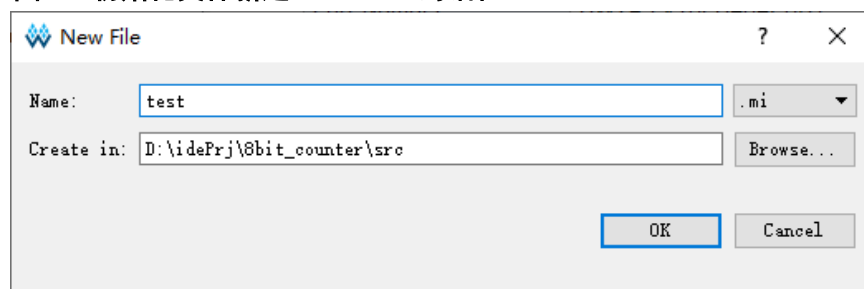 New File
Name: test .mi
Create in: D:\idePrj\8bit_counter\src Browse...
OK Cancel